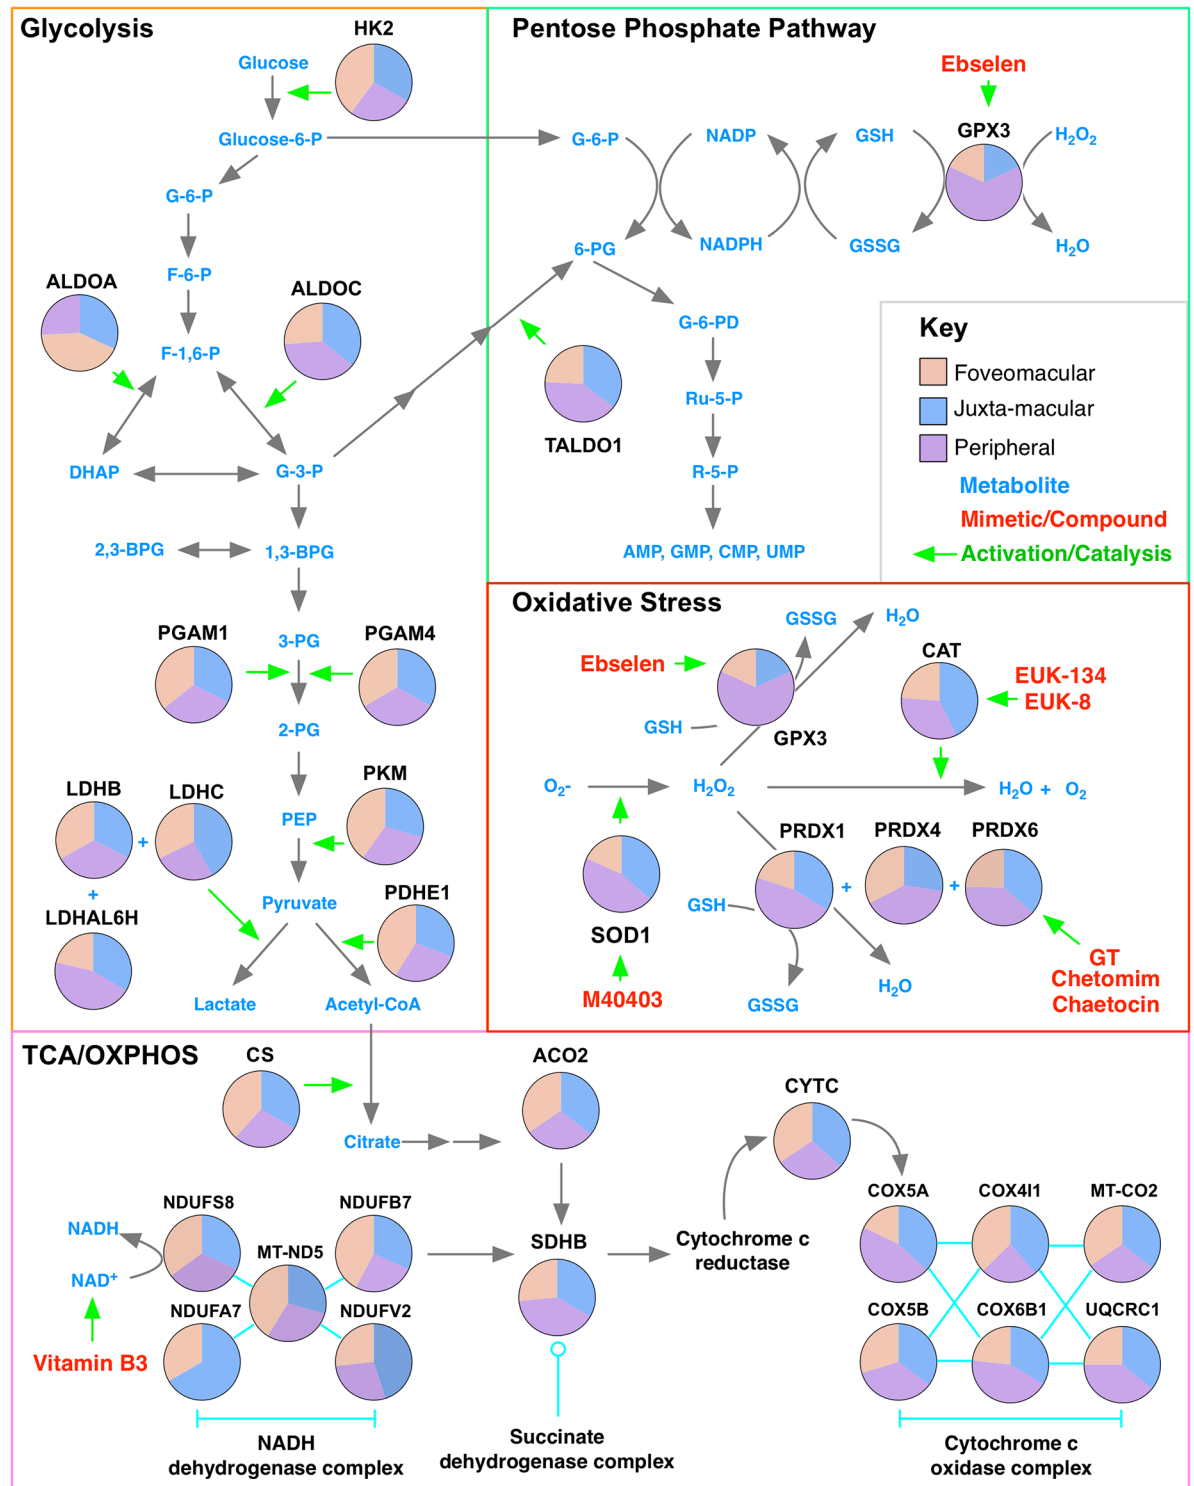 Glycolysis
HK2
Glucose
Glucose-6-P
G-6-P
F-6-P
ALDOA
ALDOC
F-1,6-P
DHAP
G-3-P
2,3-BPG
1,3-BPG
PGAM1
3-PG
PGAM4
2-PG
LDHB
LDHC
PKM
PEP
+
+
Pyruvate
PDHE1
LDHAL6H
Lactate
Acetyl-CoA
Pentose Phosphate Pathway
Ebselen
G-6-P
NADP
GSH
GPX3
H₂O₂
6-PG
NADPH
GSSG
H₂O
G-6-PD
Ru-5-P
TALDO1
R-5-P
AMP, GMP, CMP, UMP
Key
Foveomacular
Juxta-macular
Peripheral
Metabolite
Mimetic/Compound
Activation/Catalysis
Oxidative Stress
GSSG
H₂O
Ebselen
CAT
EUK-134
EUK-8
GSH
GPX3
O₂-
H₂O₂
H₂O + O₂
PRDX1
PRDX4
PRDX6
+
+
GSH
SOD1
GT
Chetomim
Chaetocin
M40403
GSSG
H₂O
TCA/OXPHOS
CS
ACO2
CYTC
Citrate
NDUFS8
NDUFB7
NADH
MT-ND5
NAD⁺
NDUFA7
NDUFV2
Vitamin B3
SDHB
Cytochrome c
reductase
COX5A
COX4I1
MT-CO2
COX5B
COX6B1
UQCRC1
NADH
dehydrogenase complex
Succinate
dehydrogenase complex
Cytochrome c
oxidase complex